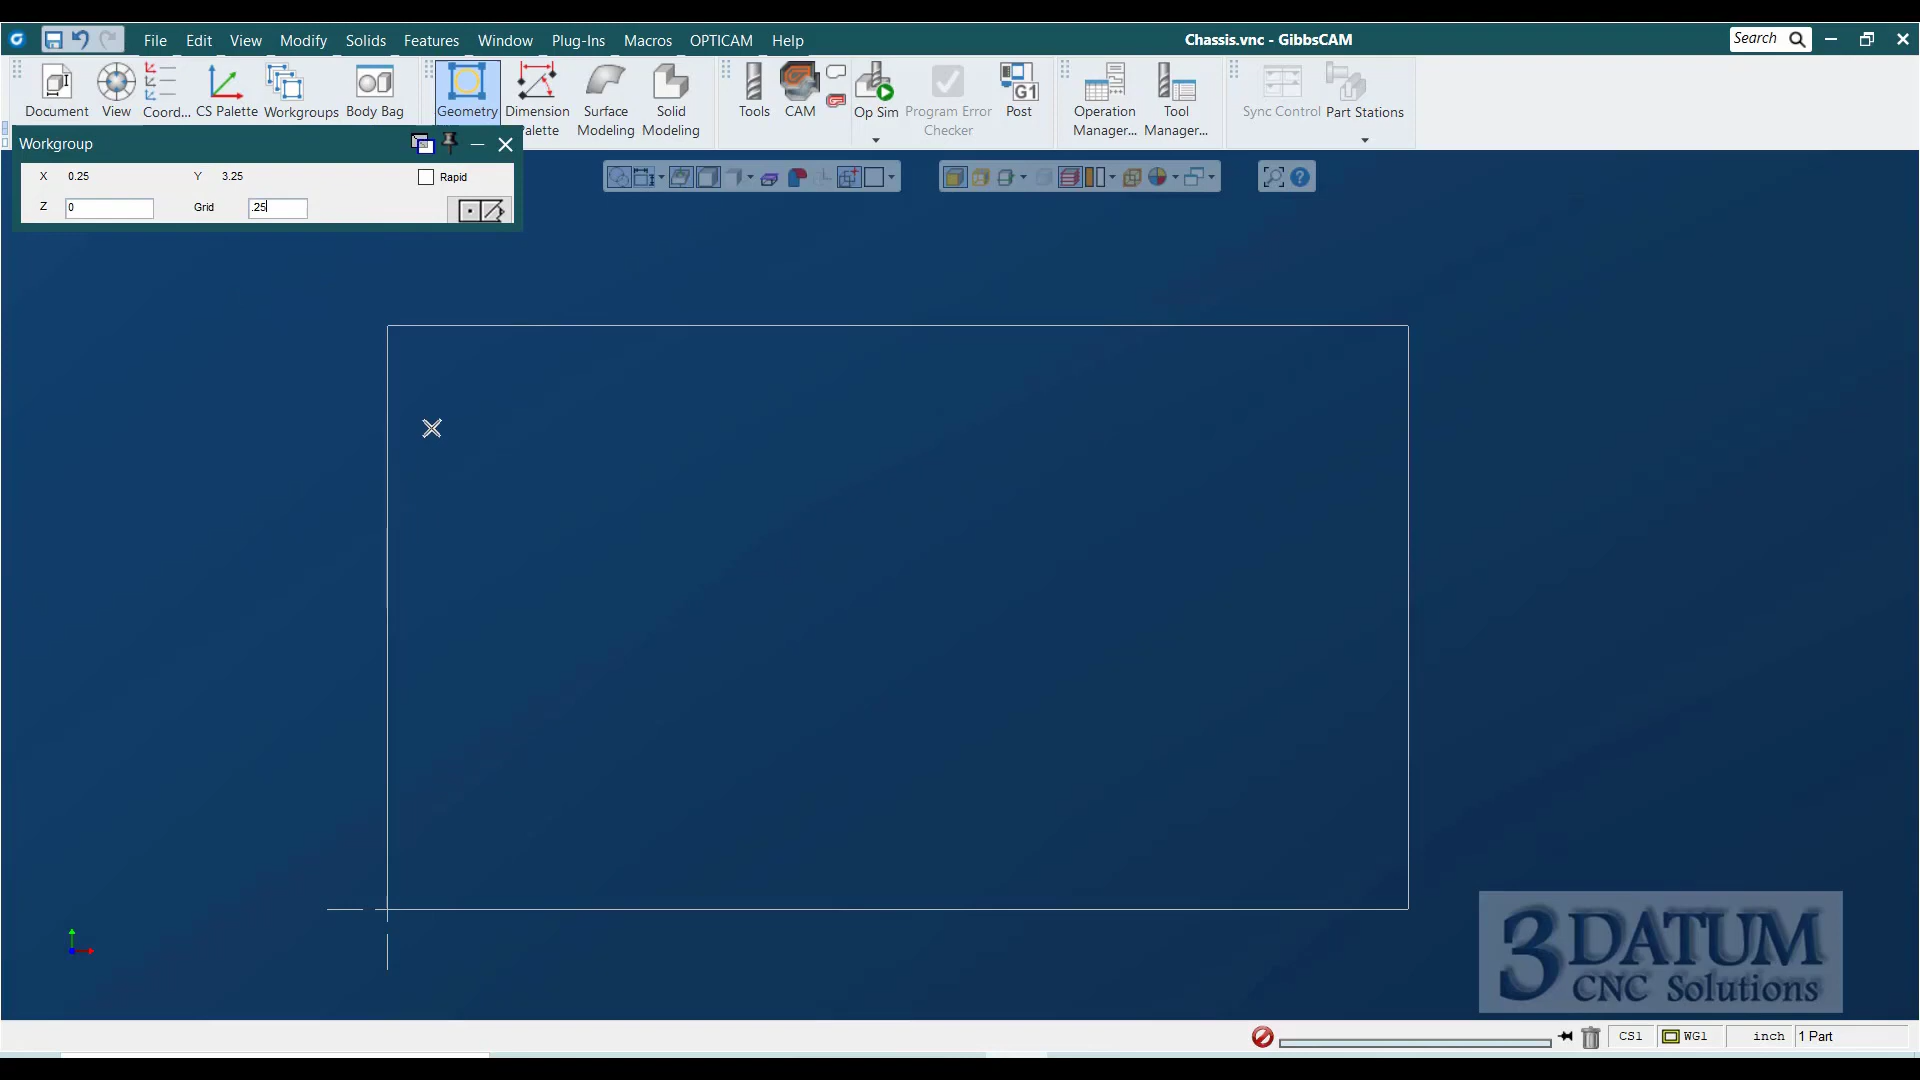 File Edit View Modify Solids Features Window Plug-Ins Macros OPTICAM Help
Chassis.vnc - GibbsCAM
Search
Document View Coord... CS Palette Workgroups Body Bag
Geometry Dimension Palette Surface Modeling Solid Modeling
Tools CAM Op Sim Program Error Checker Post
G1
Operation Manager... Tool Manager...
Sync Control Part Stations
Workgroup
X 0.25 Y 3.25 Rapid
Z 0 Grid .25
3DATUM
CNC Solutions
CS1 WG1 inch 1 Part